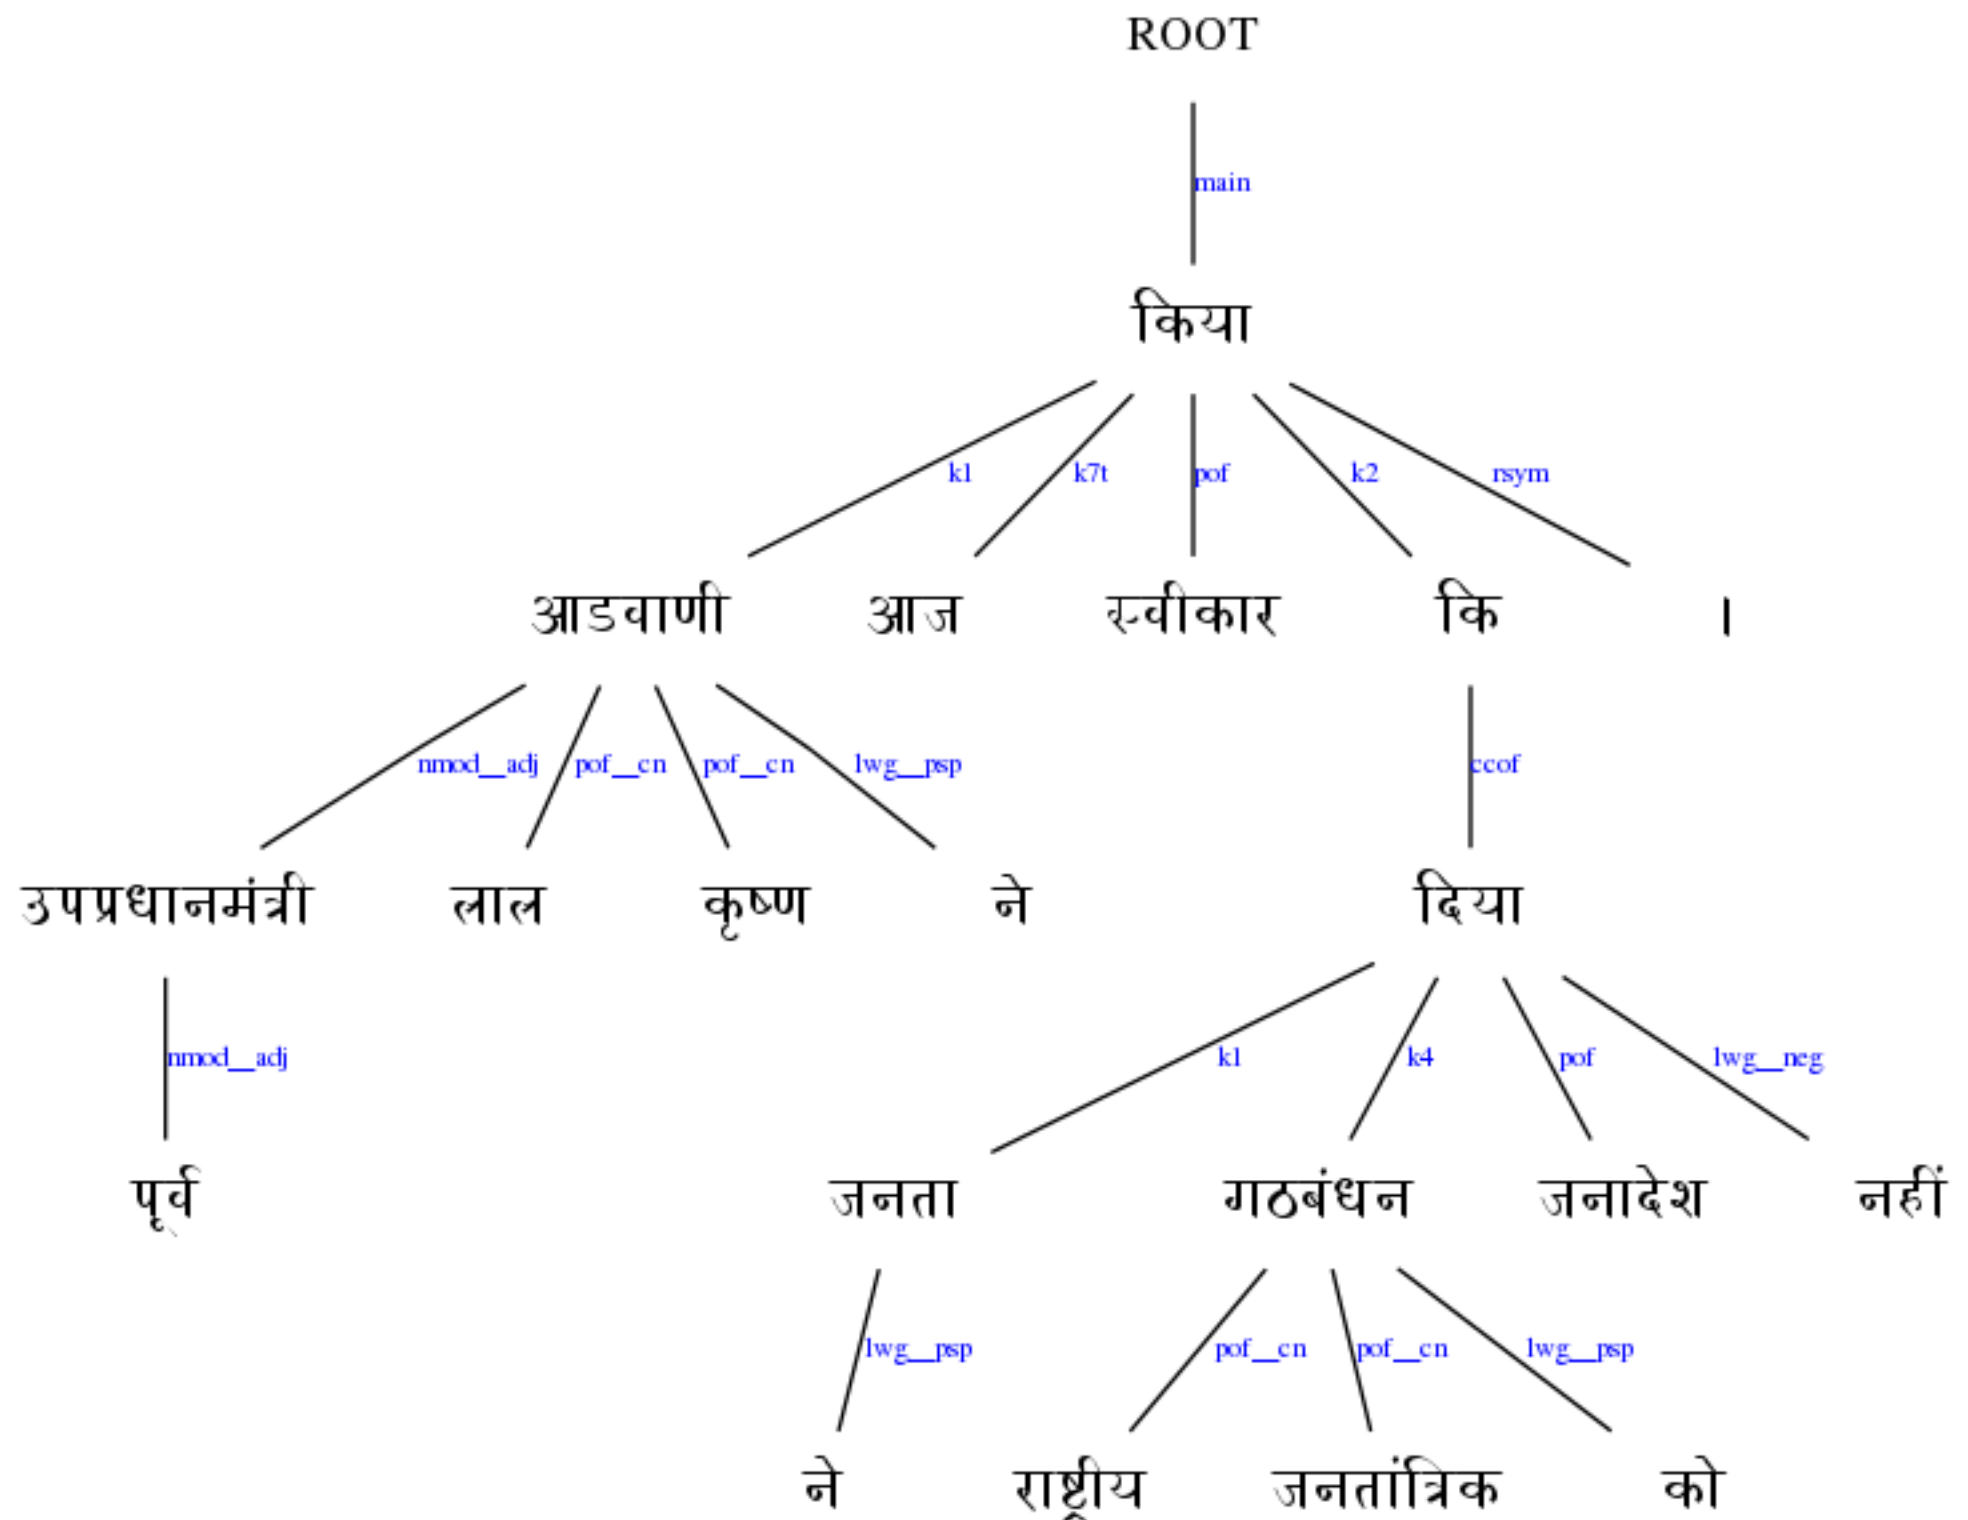 ROOT
main
किया
k1 k7t pof k2 rsym
आडवाणी आज स्वीकार कि ।
nmod__adj pof__cn pof__cn lwg__psp ccof
उपप्रधानमंत्री लाल कृष्ण ने दिया
nmod__adj k1 k4 pof lwg__neg
पूर्व जनता गठबंधन जनादेश नहीं
lwg__psp pof__cn pof__cn lwg__psp
ने राष्ट्रीय जनतांत्रिक को